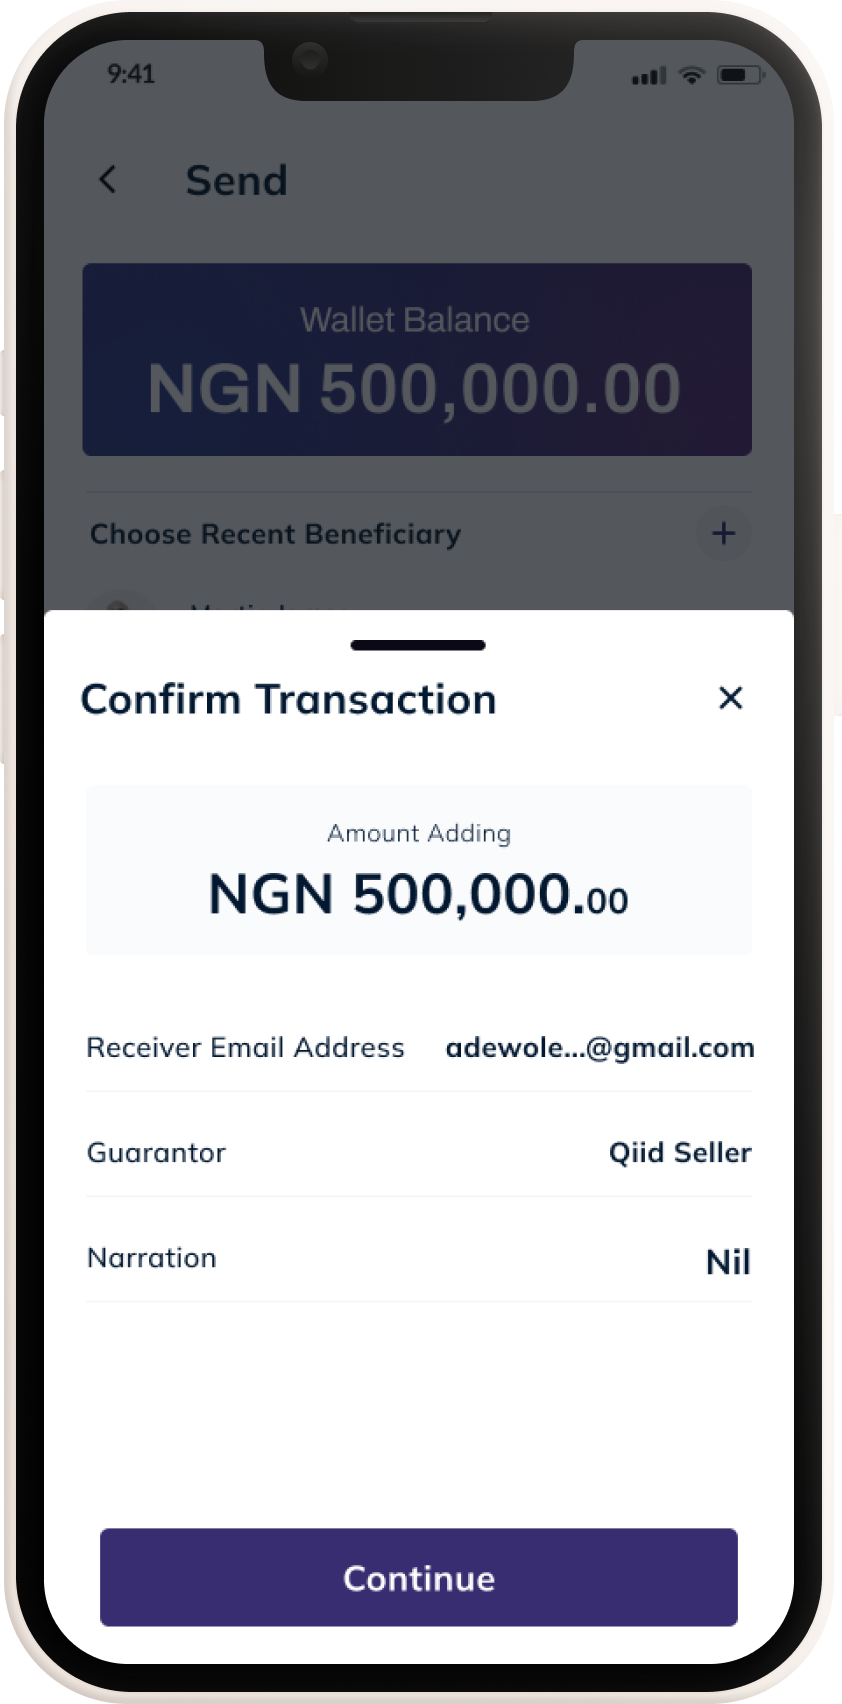 9:41
Send
Wallet Balance
NGN 500,000.00
Choose Recent Beneficiary
Confirm Transaction
Amount Adding
NGN 500,000.00
Receiver Email Address adewole...@gmail.com
Guarantor Qiid Seller
Narration Nil
Continue